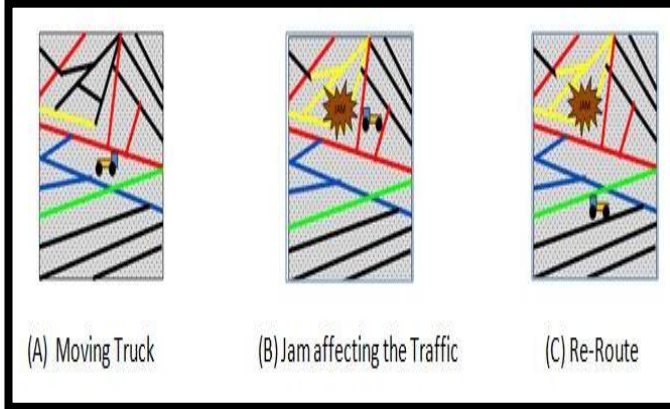 JAM
JAM
(A) Moving Truck
(B) Jam affecting the Traffic
(C) Re-Route